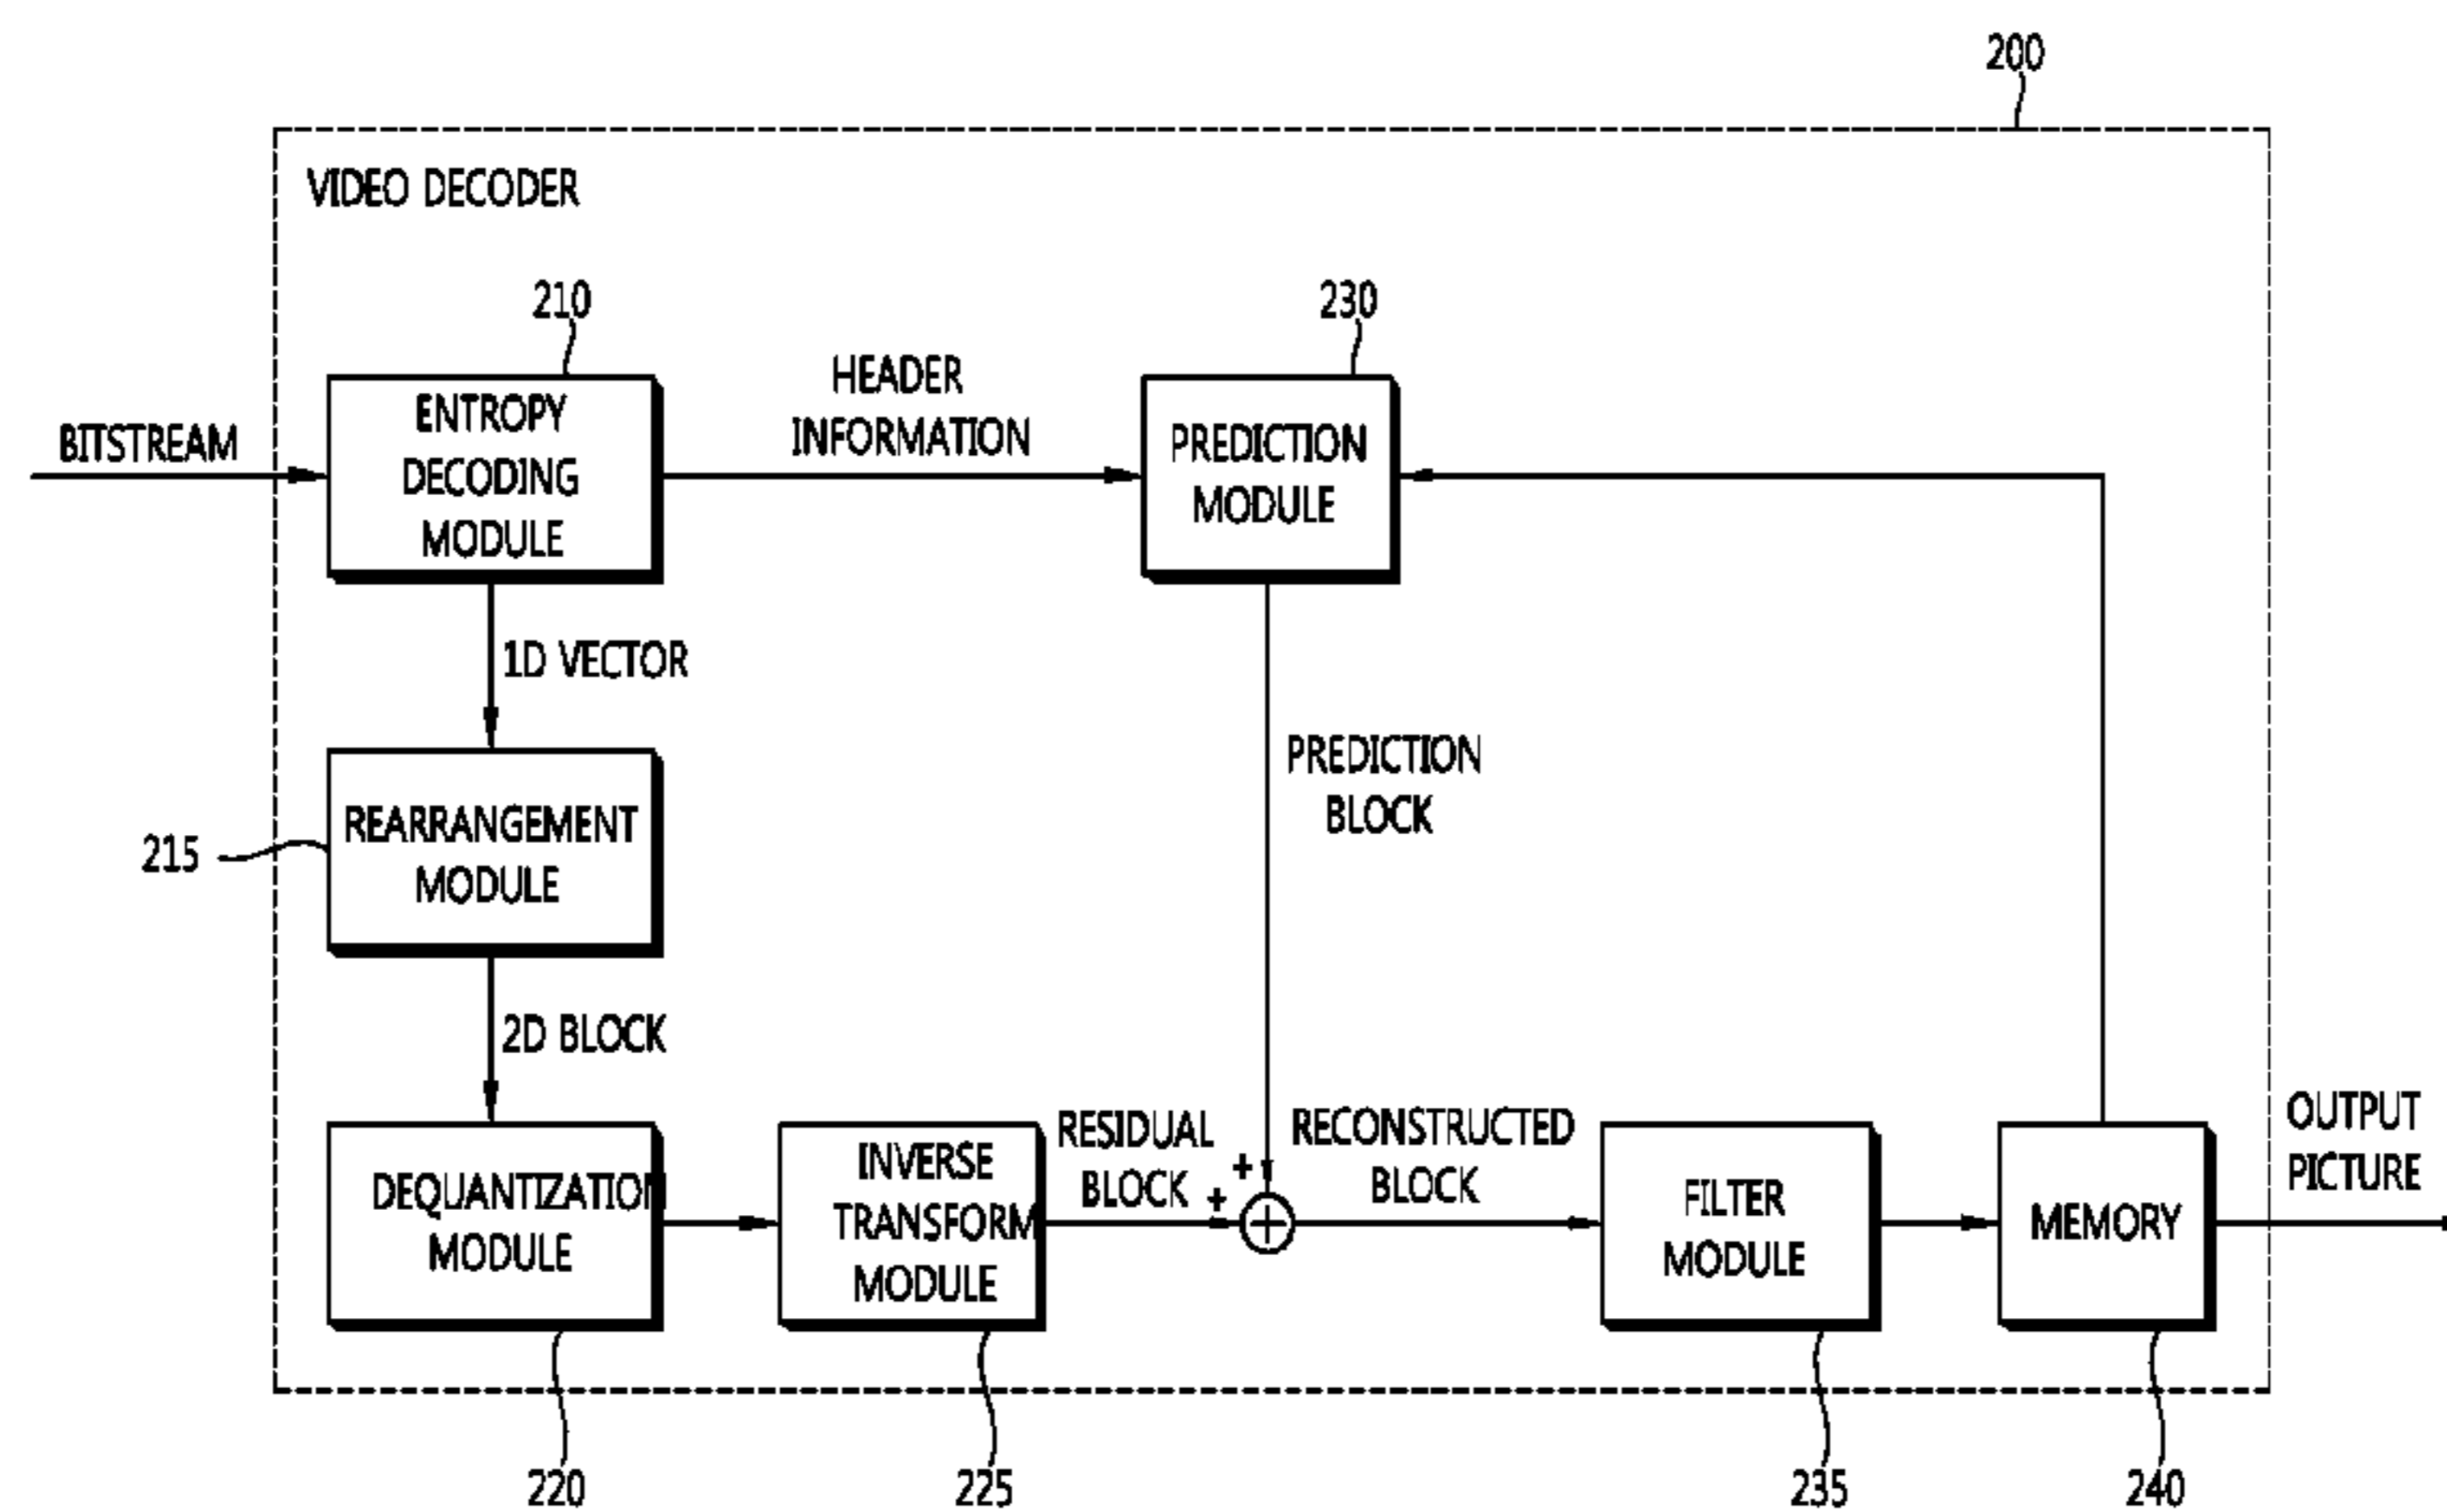 200
VIDEO DECODER
210
230
BITSTREAM
ENTROPY
DECODING
MODULE
HEADER
INFORMATION
PREDICTION
MODULE
1D VECTOR
PREDICTION
BLOCK
215
REARRANGEMENT
MODULE
2D BLOCK
DEQUANTIZATION
MODULE
INVERSE
TRANSFORM
MODULE
RESIDUAL
BLOCK
+
+
RECONSTRUCTED
BLOCK
FILTER
MODULE
MEMORY
OUTPUT
PICTURE
220
225
235
240